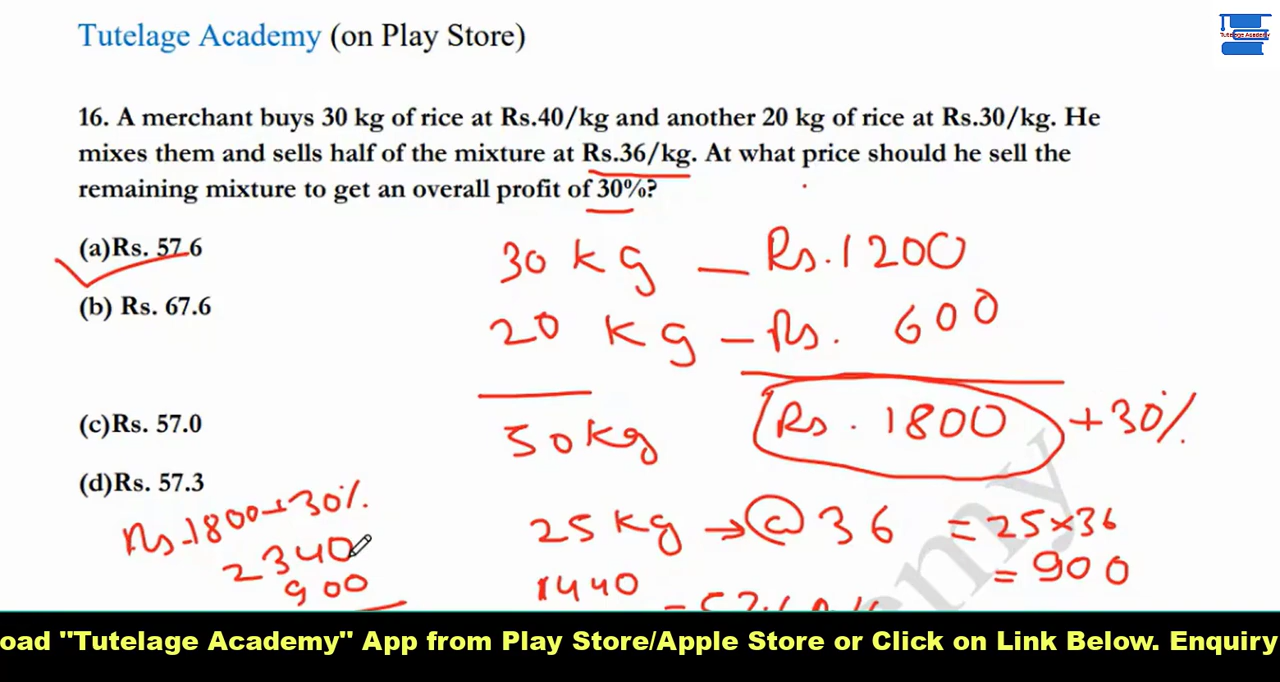 Tutelage Academy (on Play Store)
Tutelage Academy
16. A merchant buys 30 kg of rice at Rs.40/kg and another 20 kg of rice at Rs.30/kg. He
mixes them and sells half of the mixture at Rs.36/kg. At what price should he sell the
remaining mixture to get an overall profit of 30%?
(a)Rs. 57.6
(b) Rs. 67.6
(c)Rs. 57.0
(d)Rs. 57.3
30 kg — Rs. 1200
20 kg — Rs. 600
50kg Rs. 1800 +30%
25kg → @ 36 = 25×36
= 900
1440
Rs.1800+30%.
2340
900
oad "Tutelage Academy" App from Play Store/Apple Store or Click on Link Below. Enquiry